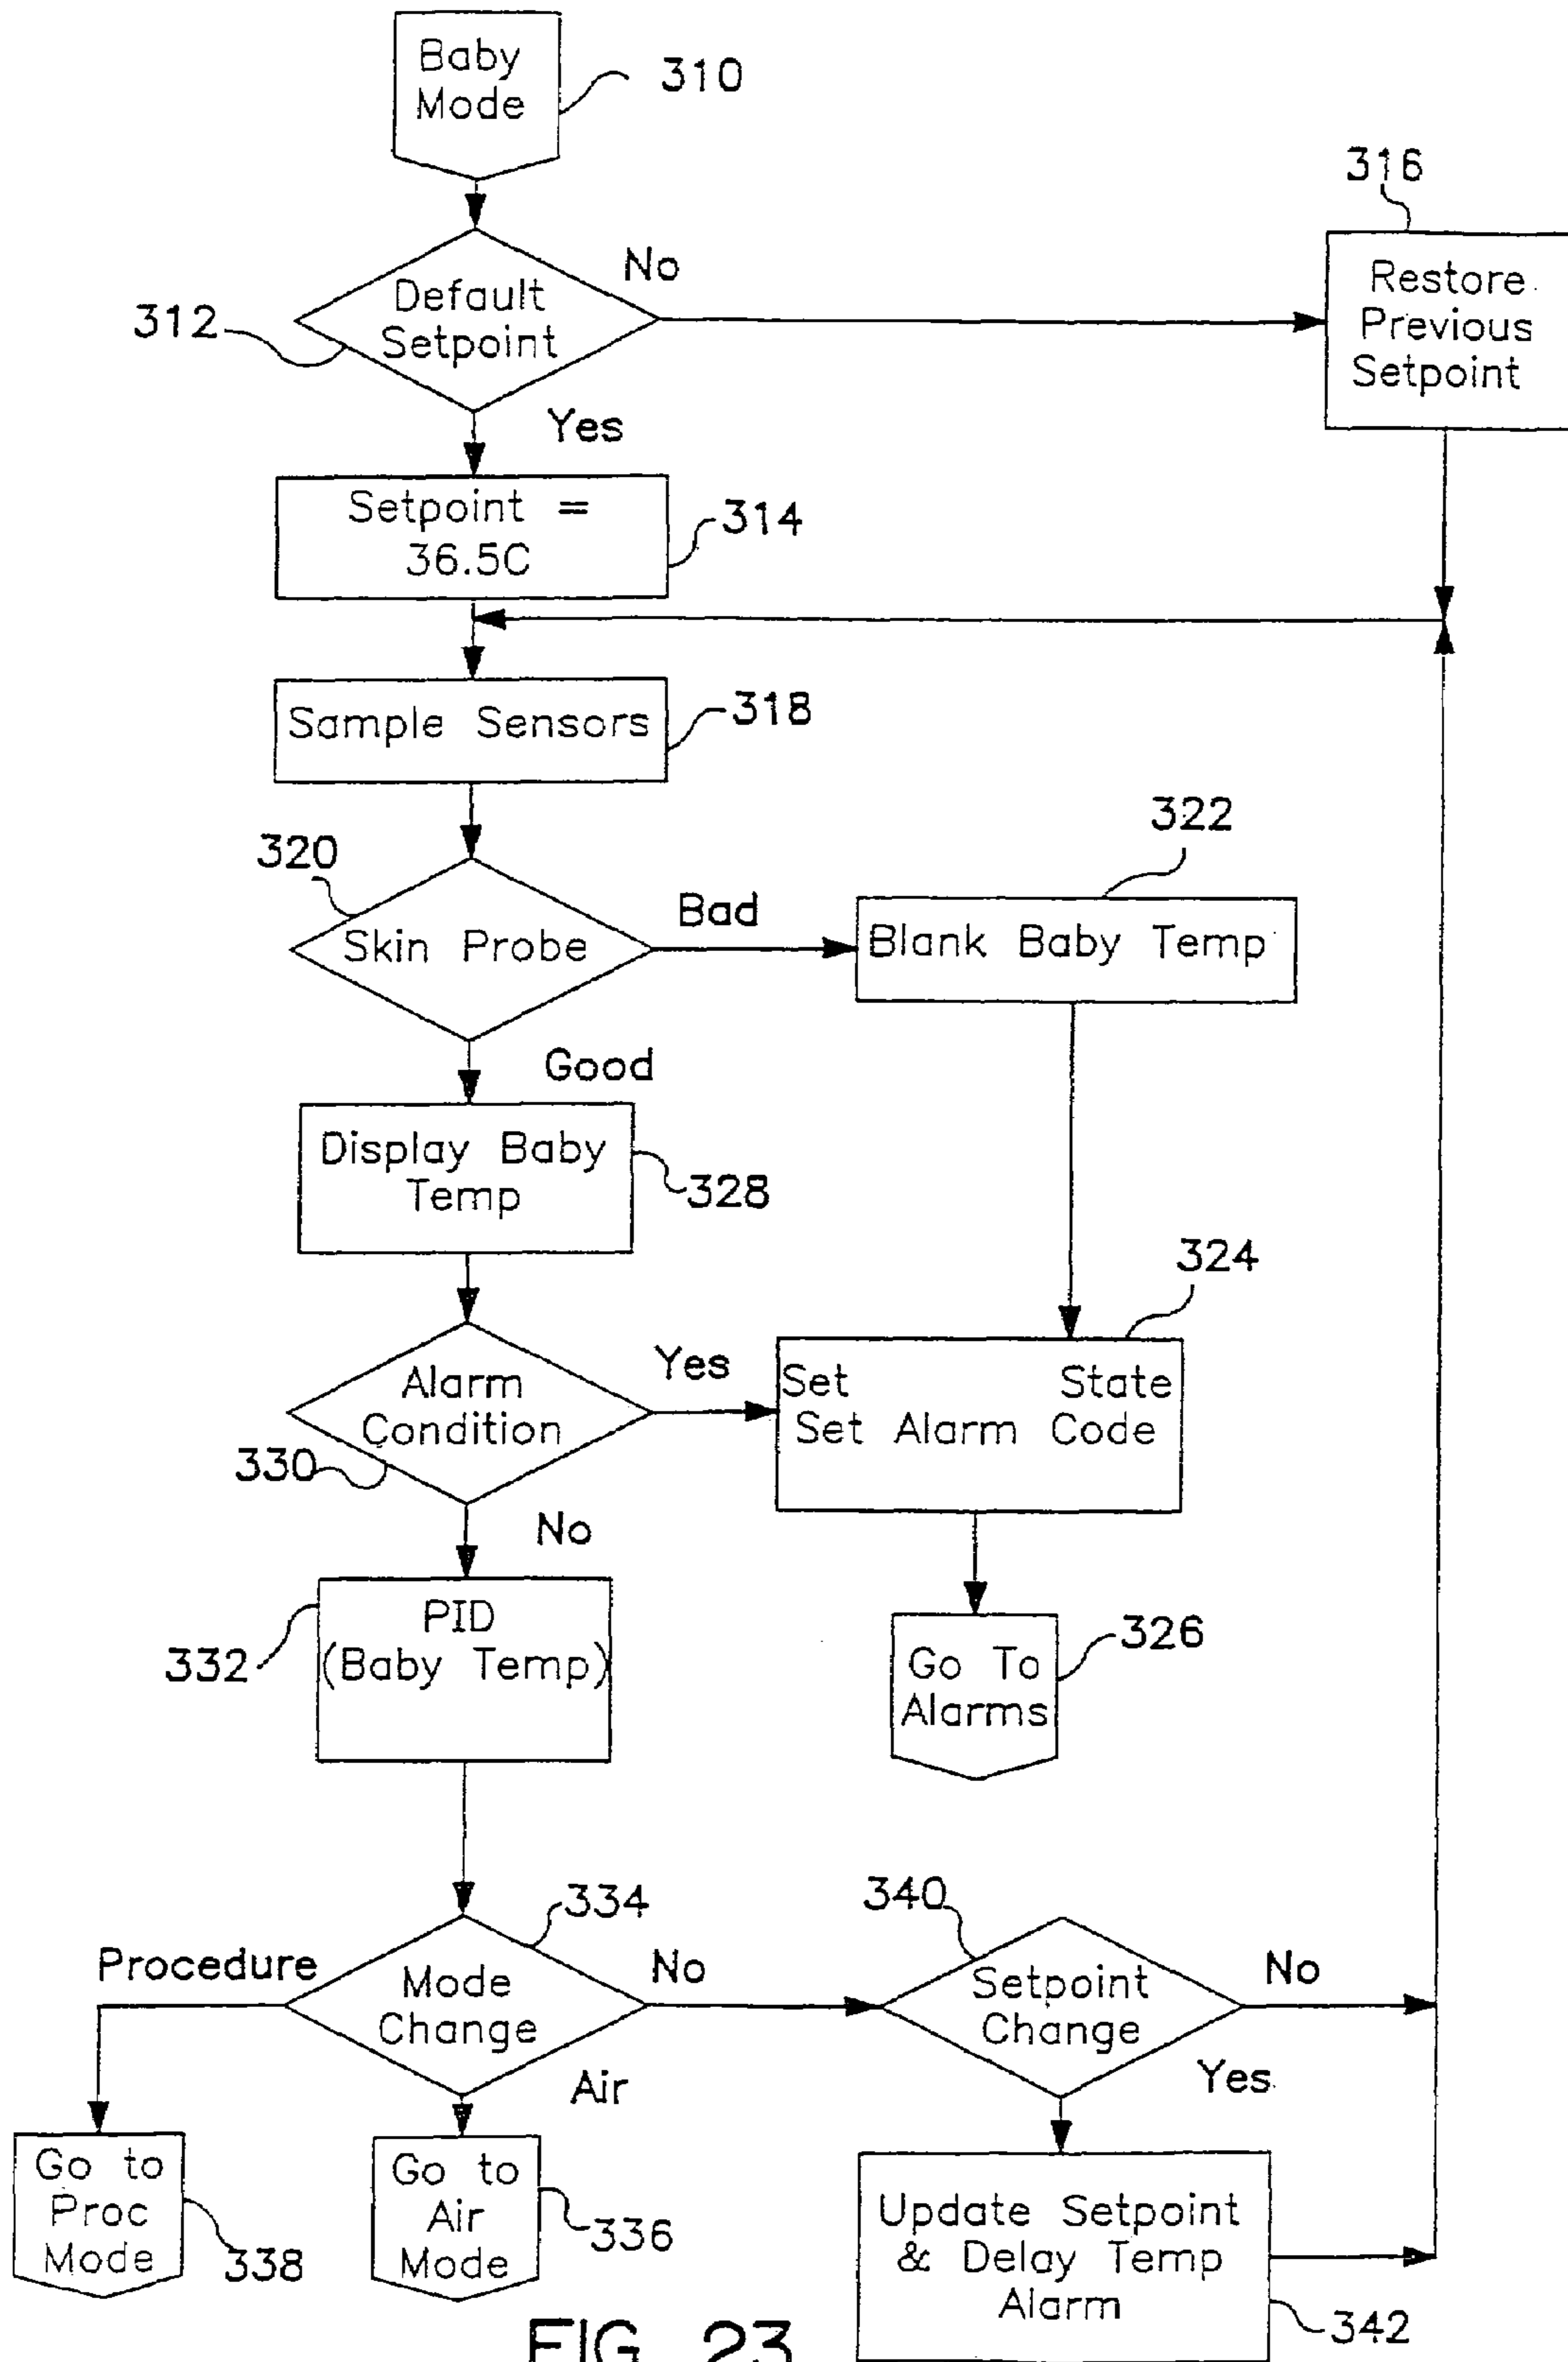 Baby
Mode
310
316
Default
Setpoint
No
312
Restore
Previous
Setpoint
Yes
Setpoint =
36.5C
314
Sample Sensors
318
320
Skin Probe
Bad
322
Blank Baby Temp
Good
Display Baby
Temp
328
324
Alarm
Condition
Yes
330
Set State
Set Alarm Code
No
PID
(Baby Temp)
332
Go To
Alarms
326
334
340
Procedure
Mode
Change
No
Setpoint
Change
No
Air
Yes
Go to
Proc
Mode
338
Go to
Air
Mode
336
Update Setpoint
& Delay Temp
Alarm
342
FIG. 23